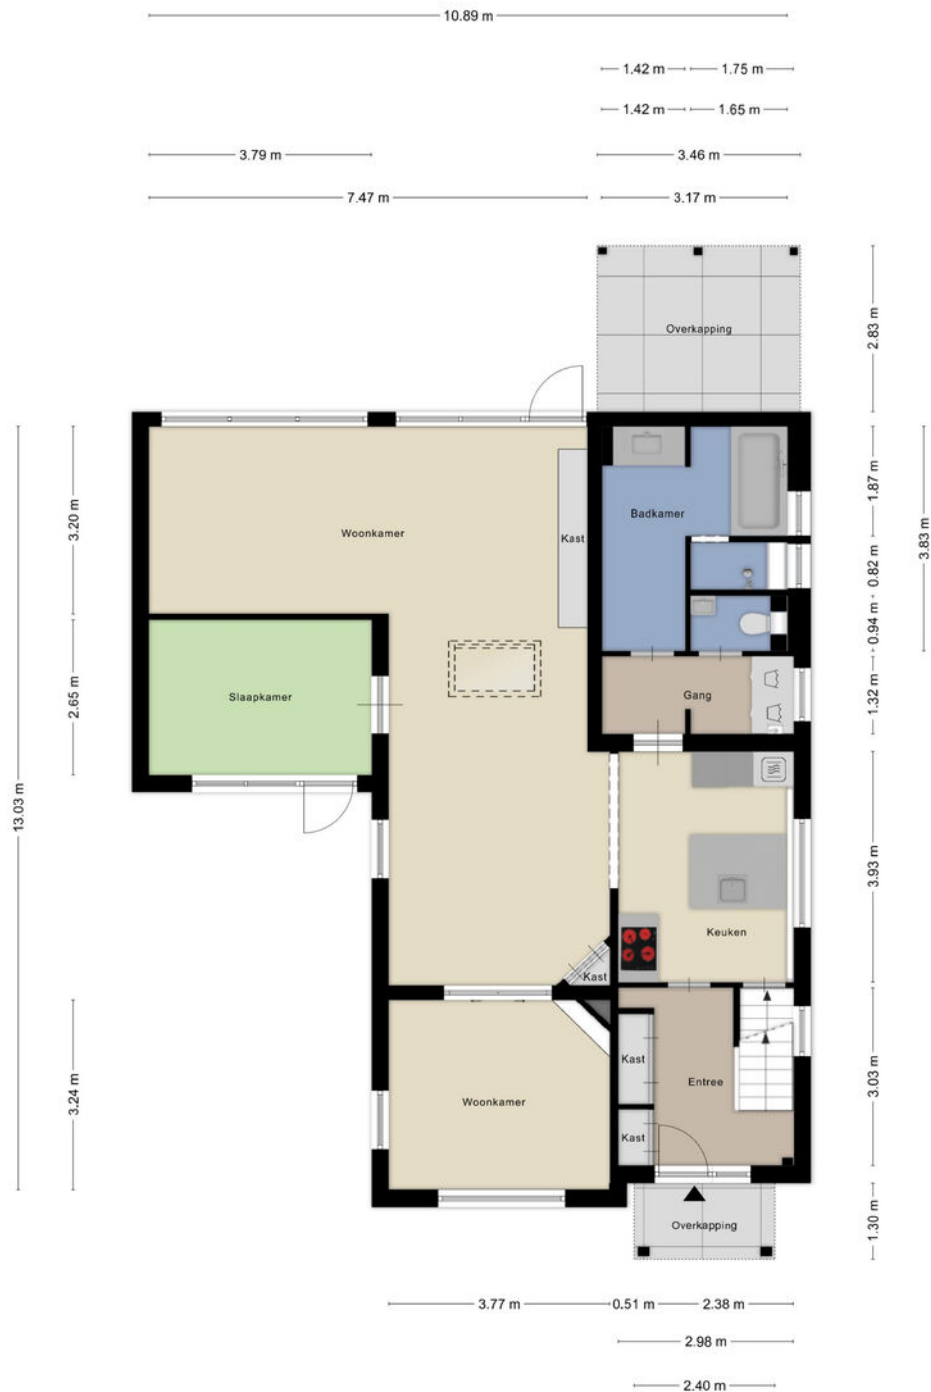 10.89 m
1.42 m 1.75 m
1.42 m 1.65 m
3.79 m 3.46 m
7.47 m 3.17 m
Overkapping
2.83 m
Woonkamer
Kast
Badkamer
3.20 m
1.87 m
0.82 m
0.94 m
3.83 m
Slaapkamer
2.65 m
Gang
1.32 m
13.03 m
Keuken
3.93 m
Kast
Woonkamer
3.24 m
Kast
Entree
Kast
3.03 m
Overkapping
1.30 m
3.77 m 0.51 m 2.38 m
2.98 m
2.40 m